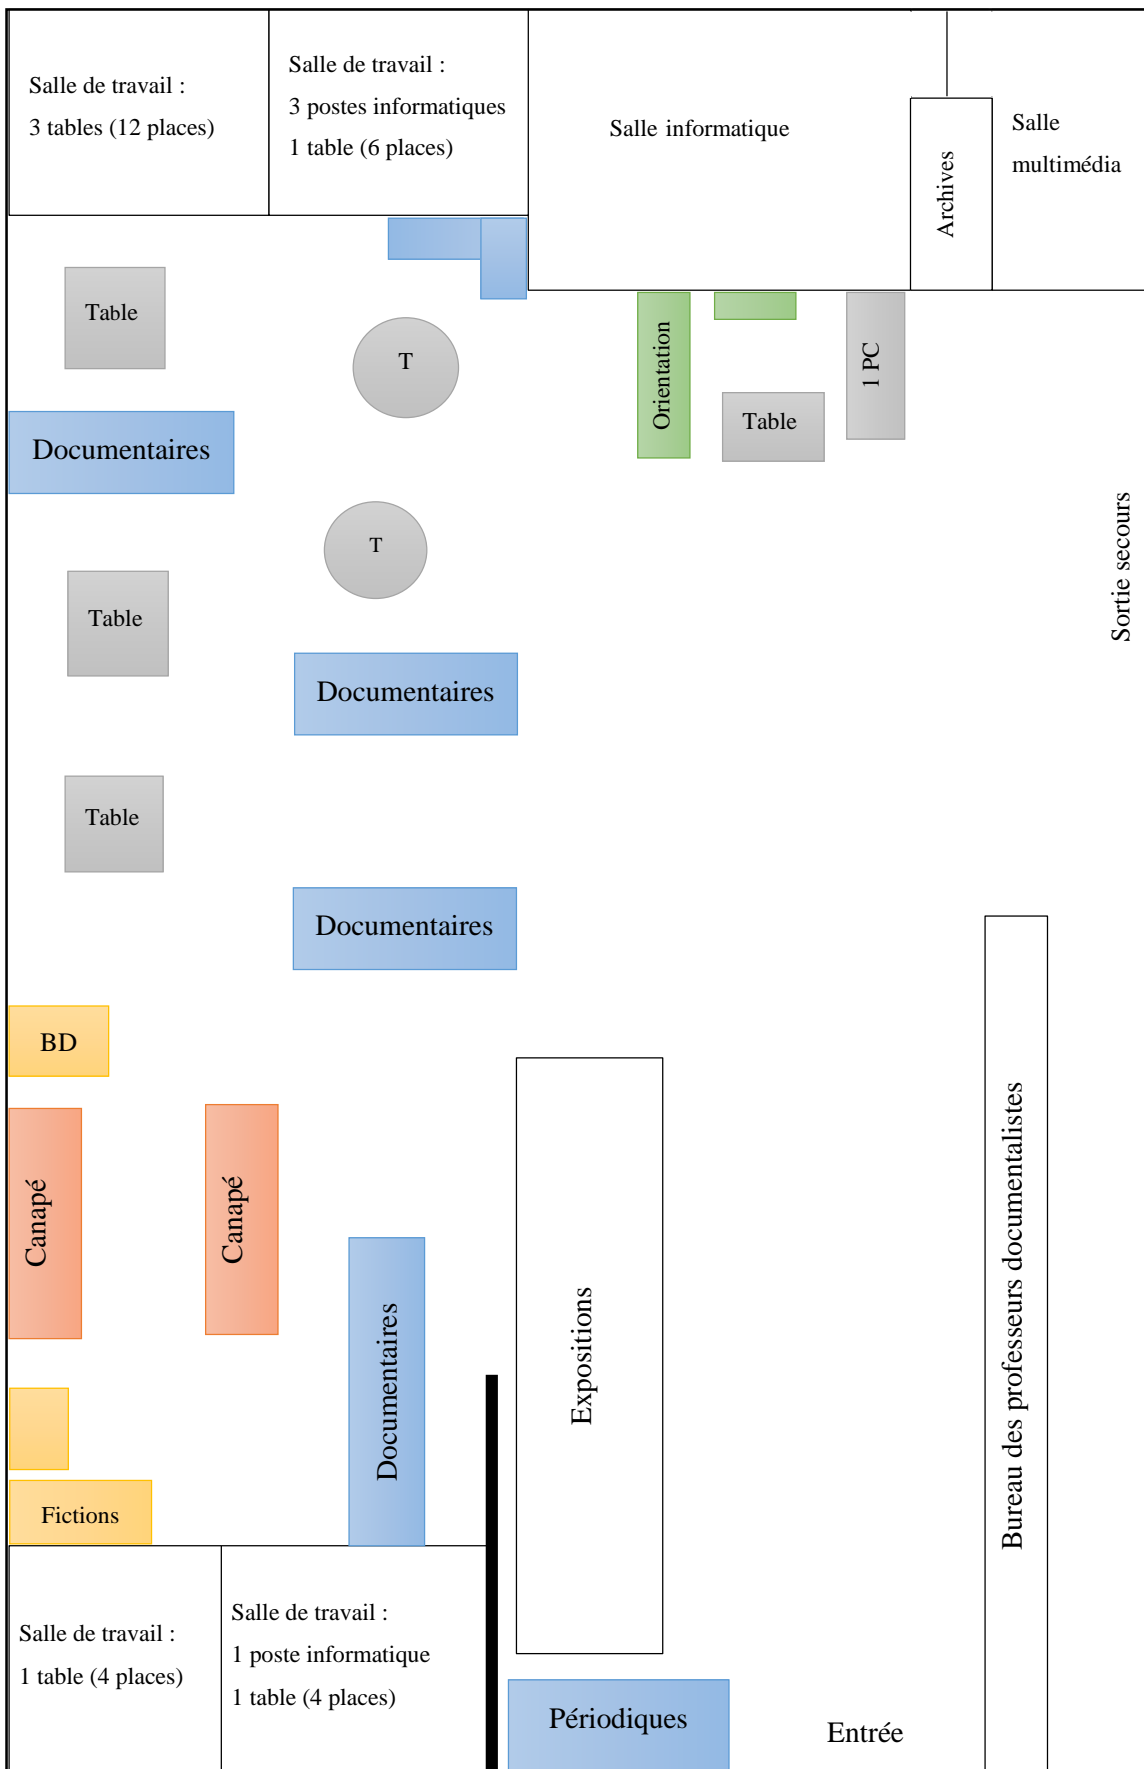 Salle de travail :
3 tables (12 places)
Salle de travail :
3 postes informatiques
1 table (6 places)
Salle informatique
Archives
Salle
multimédia
Table
T
Orientation
Table
1 PC
Documentaires
T
Sortie secours
Table
Documentaires
Table
Documentaires
BD
Canapé
Canapé
Documentaires
Expositions
Bureau des professeurs documentalistes
Fictions
Salle de travail :
1 table (4 places)
Salle de travail :
1 poste informatique
1 table (4 places)
Périodiques
Entrée